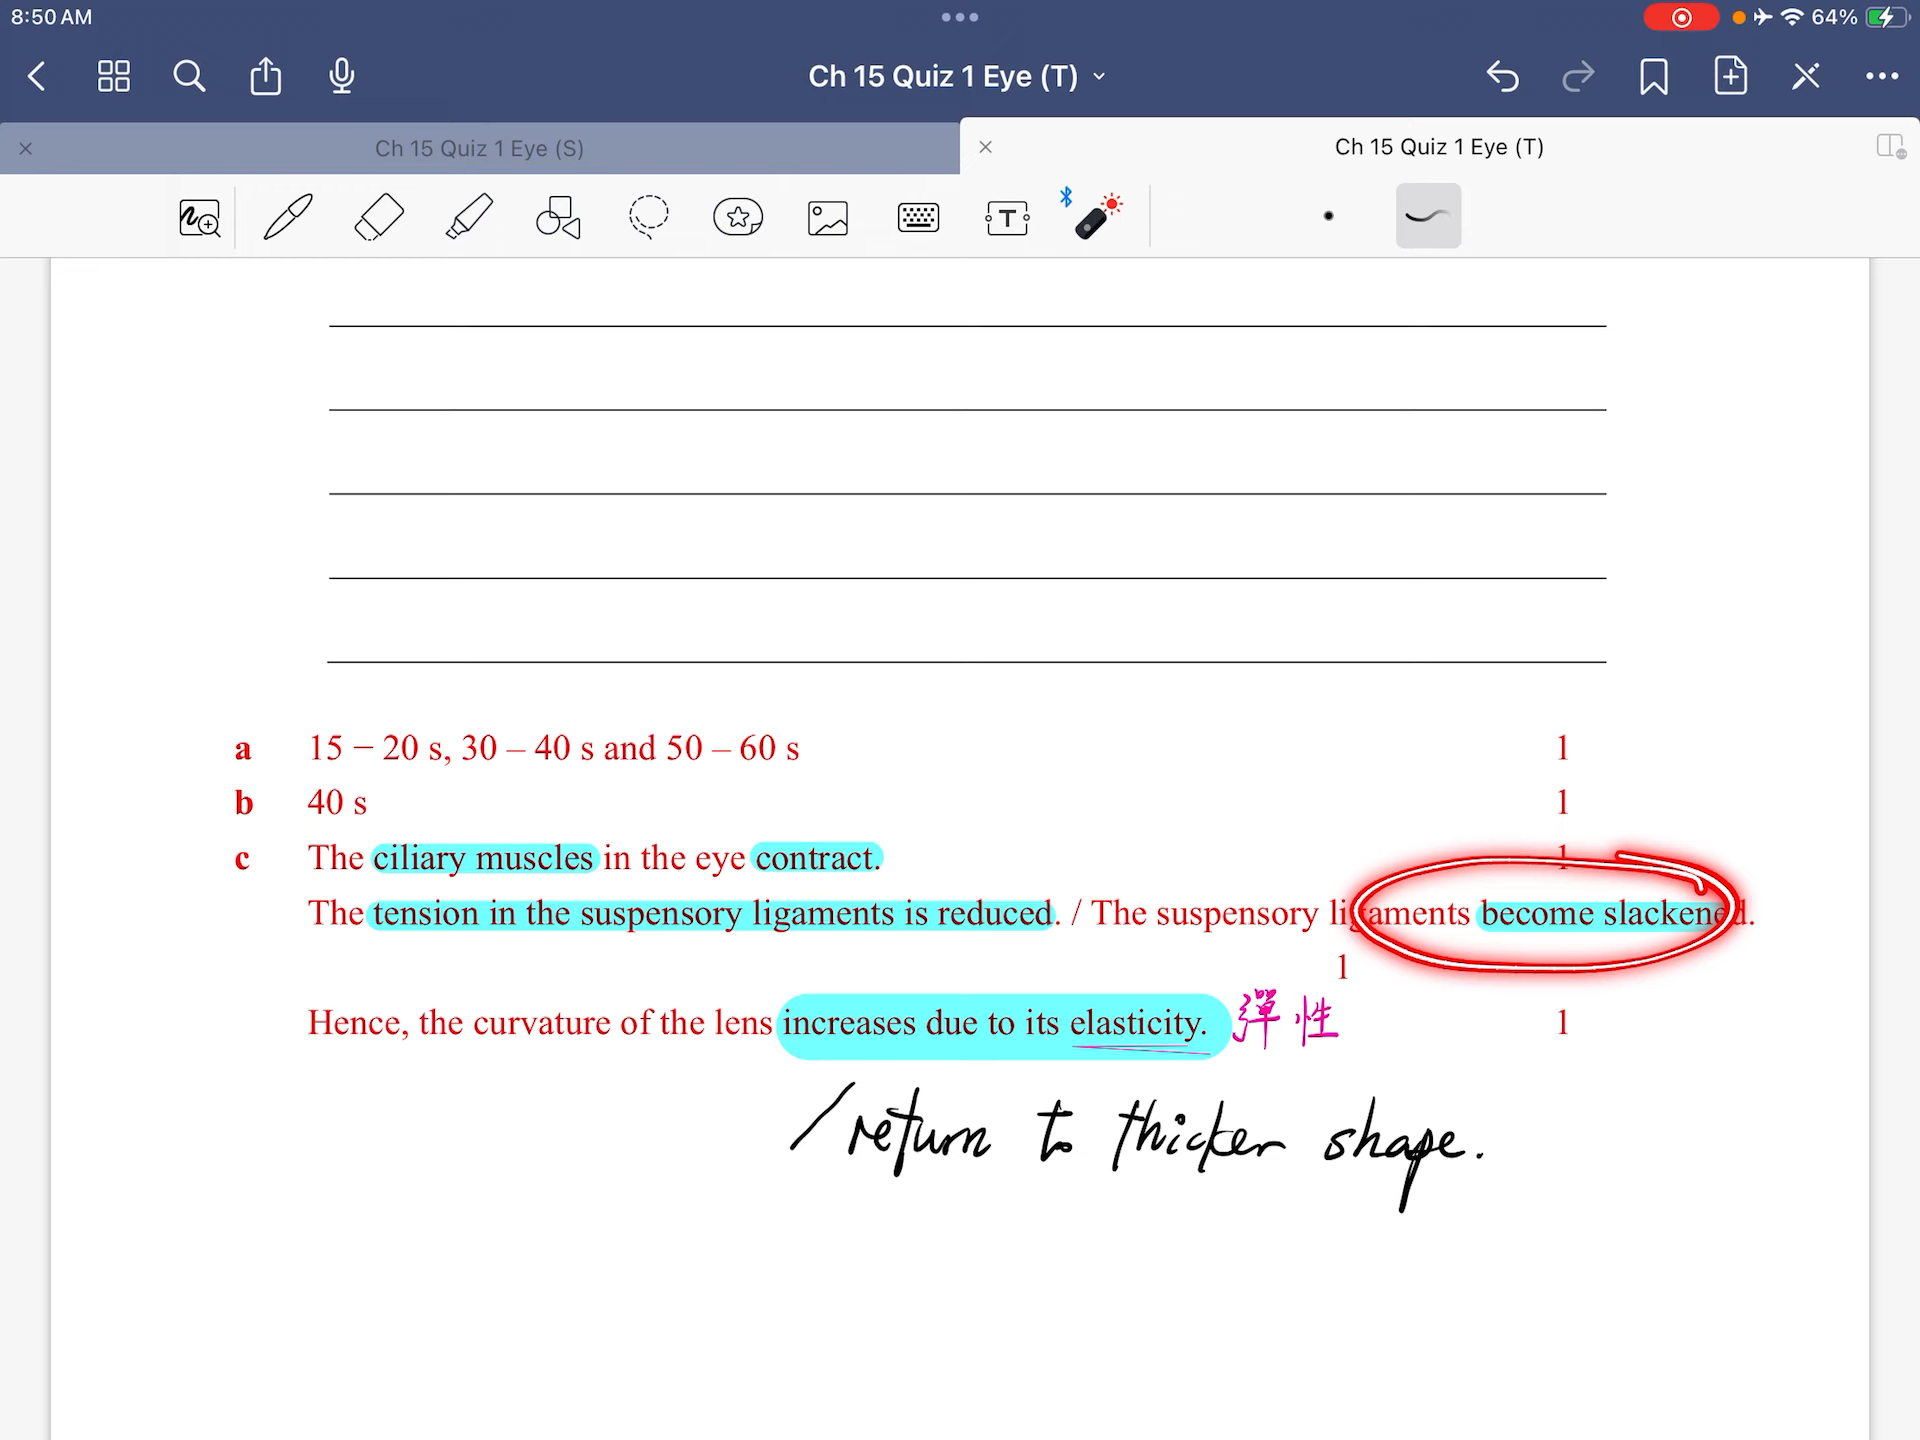 8:50 AM
64%
Ch 15 Quiz 1 Eye (T)
Ch 15 Quiz 1 Eye (S)
Ch 15 Quiz 1 Eye (T)
T
a 15 − 20 s, 30 – 40 s and 50 – 60 s 1
b 40 s 1
c The ciliary muscles in the eye contract. 1
The tension in the suspensory ligaments is reduced. / The suspensory ligaments become slackened.
1
Hence, the curvature of the lens increases due to its elasticity. 彈性 1
/ return to thicker shape.